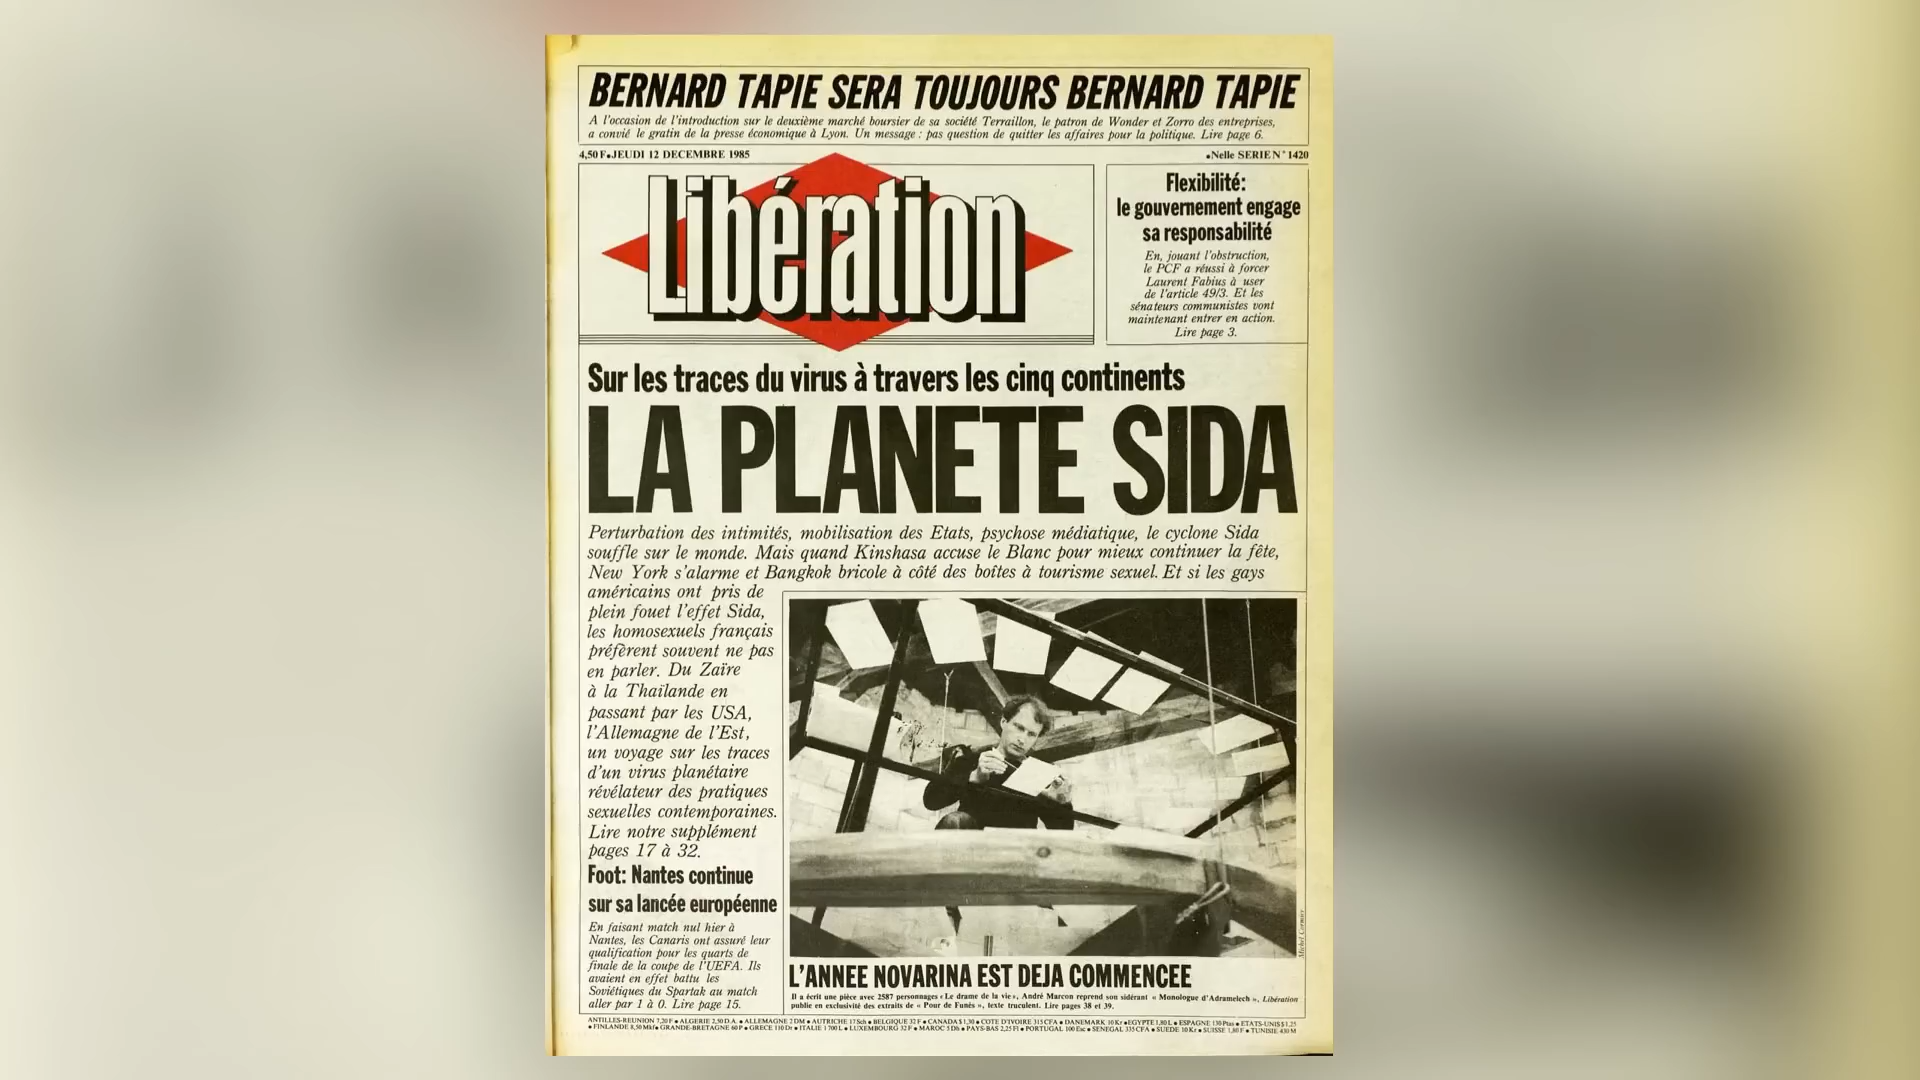 BERNARD TAPIE SERA TOUJOURS BERNARD TAPIE
A l'occasion de l'introduction sur le deuxième marché boursier de sa société Terraillon, le patron de Wonder et Zorro des entreprises,
a convié le gratin de la presse économique à Lyon. Un message : pas question de quitter les affaires pour la politique. Lire page 6.
4,50 F●JEUDI 12 DECEMBRE 1985
●Nelle SERIE N° 1420
Libération
Flexibilité:
le gouvernement engage
sa responsabilité
En, jouant l'obstruction,
le PCF a réussi à forcer
Laurent Fabius à user
de l'article 49/3. Et les
sénateurs communistes vont
maintenant entrer en action.
Lire page 3.
Sur les traces du virus à travers les cinq continents
LA PLANETE SIDA
Perturbation des intimités, mobilisation des Etats, psychose médiatique, le cyclone Sida
souffle sur le monde. Mais quand Kinshasa accuse le Blanc pour mieux continuer la fête,
New York s'alarme et Bangkok bricole à côté des boîtes à tourisme sexuel. Et si les gays
américains ont pris de
plein fouet l'effet Sida,
les homosexuels français
préfèrent souvent ne pas
en parler. Du Zaïre
à la Thaïlande en
passant par les USA,
l'Allemagne de l'Est,
un voyage sur les traces
d'un virus planétaire
révélateur des pratiques
sexuelles contemporaines.
Lire notre supplément
pages 17 à 32.
Foot: Nantes continue
sur sa lancée européenne
En faisant match nul hier à
Nantes, les Canaris ont assuré leur
qualification pour les quarts de
finale de la coupe de l'UEFA. Ils
avaient en effet battu les
Soviétiques du Spartak au match
aller par 1 à 0. Lire page 15.
Michel Cormier
L'ANNEE NOVARINA EST DEJA COMMENCEE
Il a écrit une pièce avec 2587 personnages « Le drame de la vie », André Marcon reprend son sidérant « Monologue d'Adramelech », Libération
publie en exclusivité des extraits de « Pour de Funès », texte truculent. Lire pages 38 et 39.
ANTILLES-REUNION 7,20 F ● ALGERIE 2,50 D.A. ● ALLEMAGNE 2 DM ● AUTRICHE 17 Sch ● BELGIQUE 32 F ● CANADA $ 1,30 ● COTE D'IVOIRE 315 CFA ● DANEMARK 10 Kr ● EGYPTE 1,80 L ● ESPAGNE 130 Ptas ● ETATS-UNIS $ 1,25
● FINLANDE 8,50 Mkf ● GRANDE-BRETAGNE 60 P ● GRECE 110 Dr ● ITALIE 1 700 L ● LUXEMBOURG 32 F ● MAROC 5 Dh ● PAYS-BAS 2,25 Fl ● PORTUGAL 100 Esc ● SENEGAL 335 CFA ● SUEDE 10 Kr ● SUISSE 1,80 F ● TUNISIE 430 M